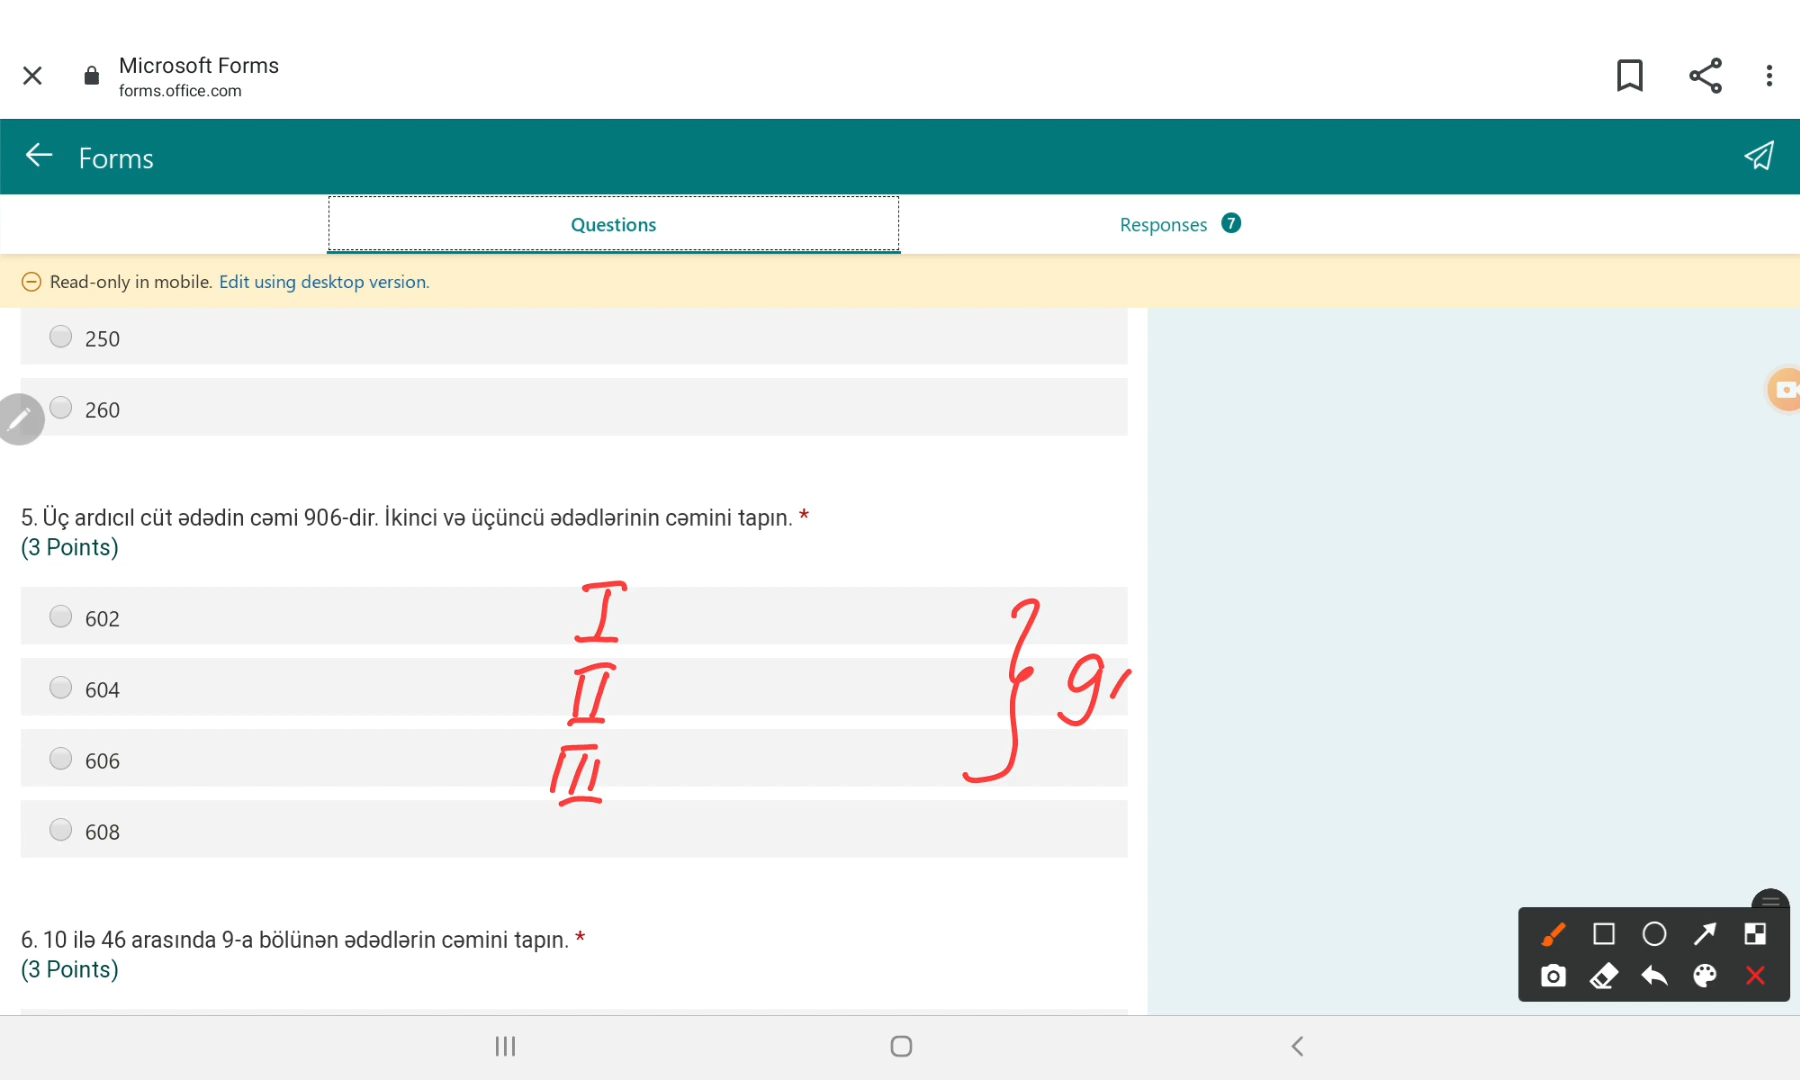 Microsoft Forms
forms.office.com
Forms
Questions
Responses 7
Read-only in mobile. Edit using desktop version.
250
260
5. Üç ardıcıl cüt ədədin cəmi 906-dir. İkinci və üçüncü ədədlərinin cəmini tapın. *
(3 Points)
602
604
606
608
I
II
III
6. 10 ilə 46 arasında 9-a bölünən ədədlərin cəmini tapın. *
(3 Points)